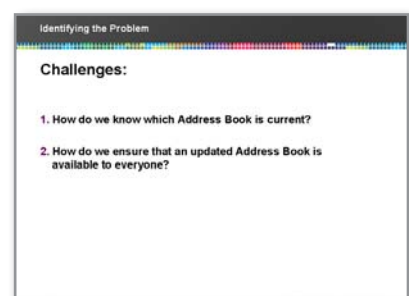 Identifying the Problem
Challenges:
1. How do we know which Address Book is current?
2. How do we ensure that an updated Address Book is
available to everyone?